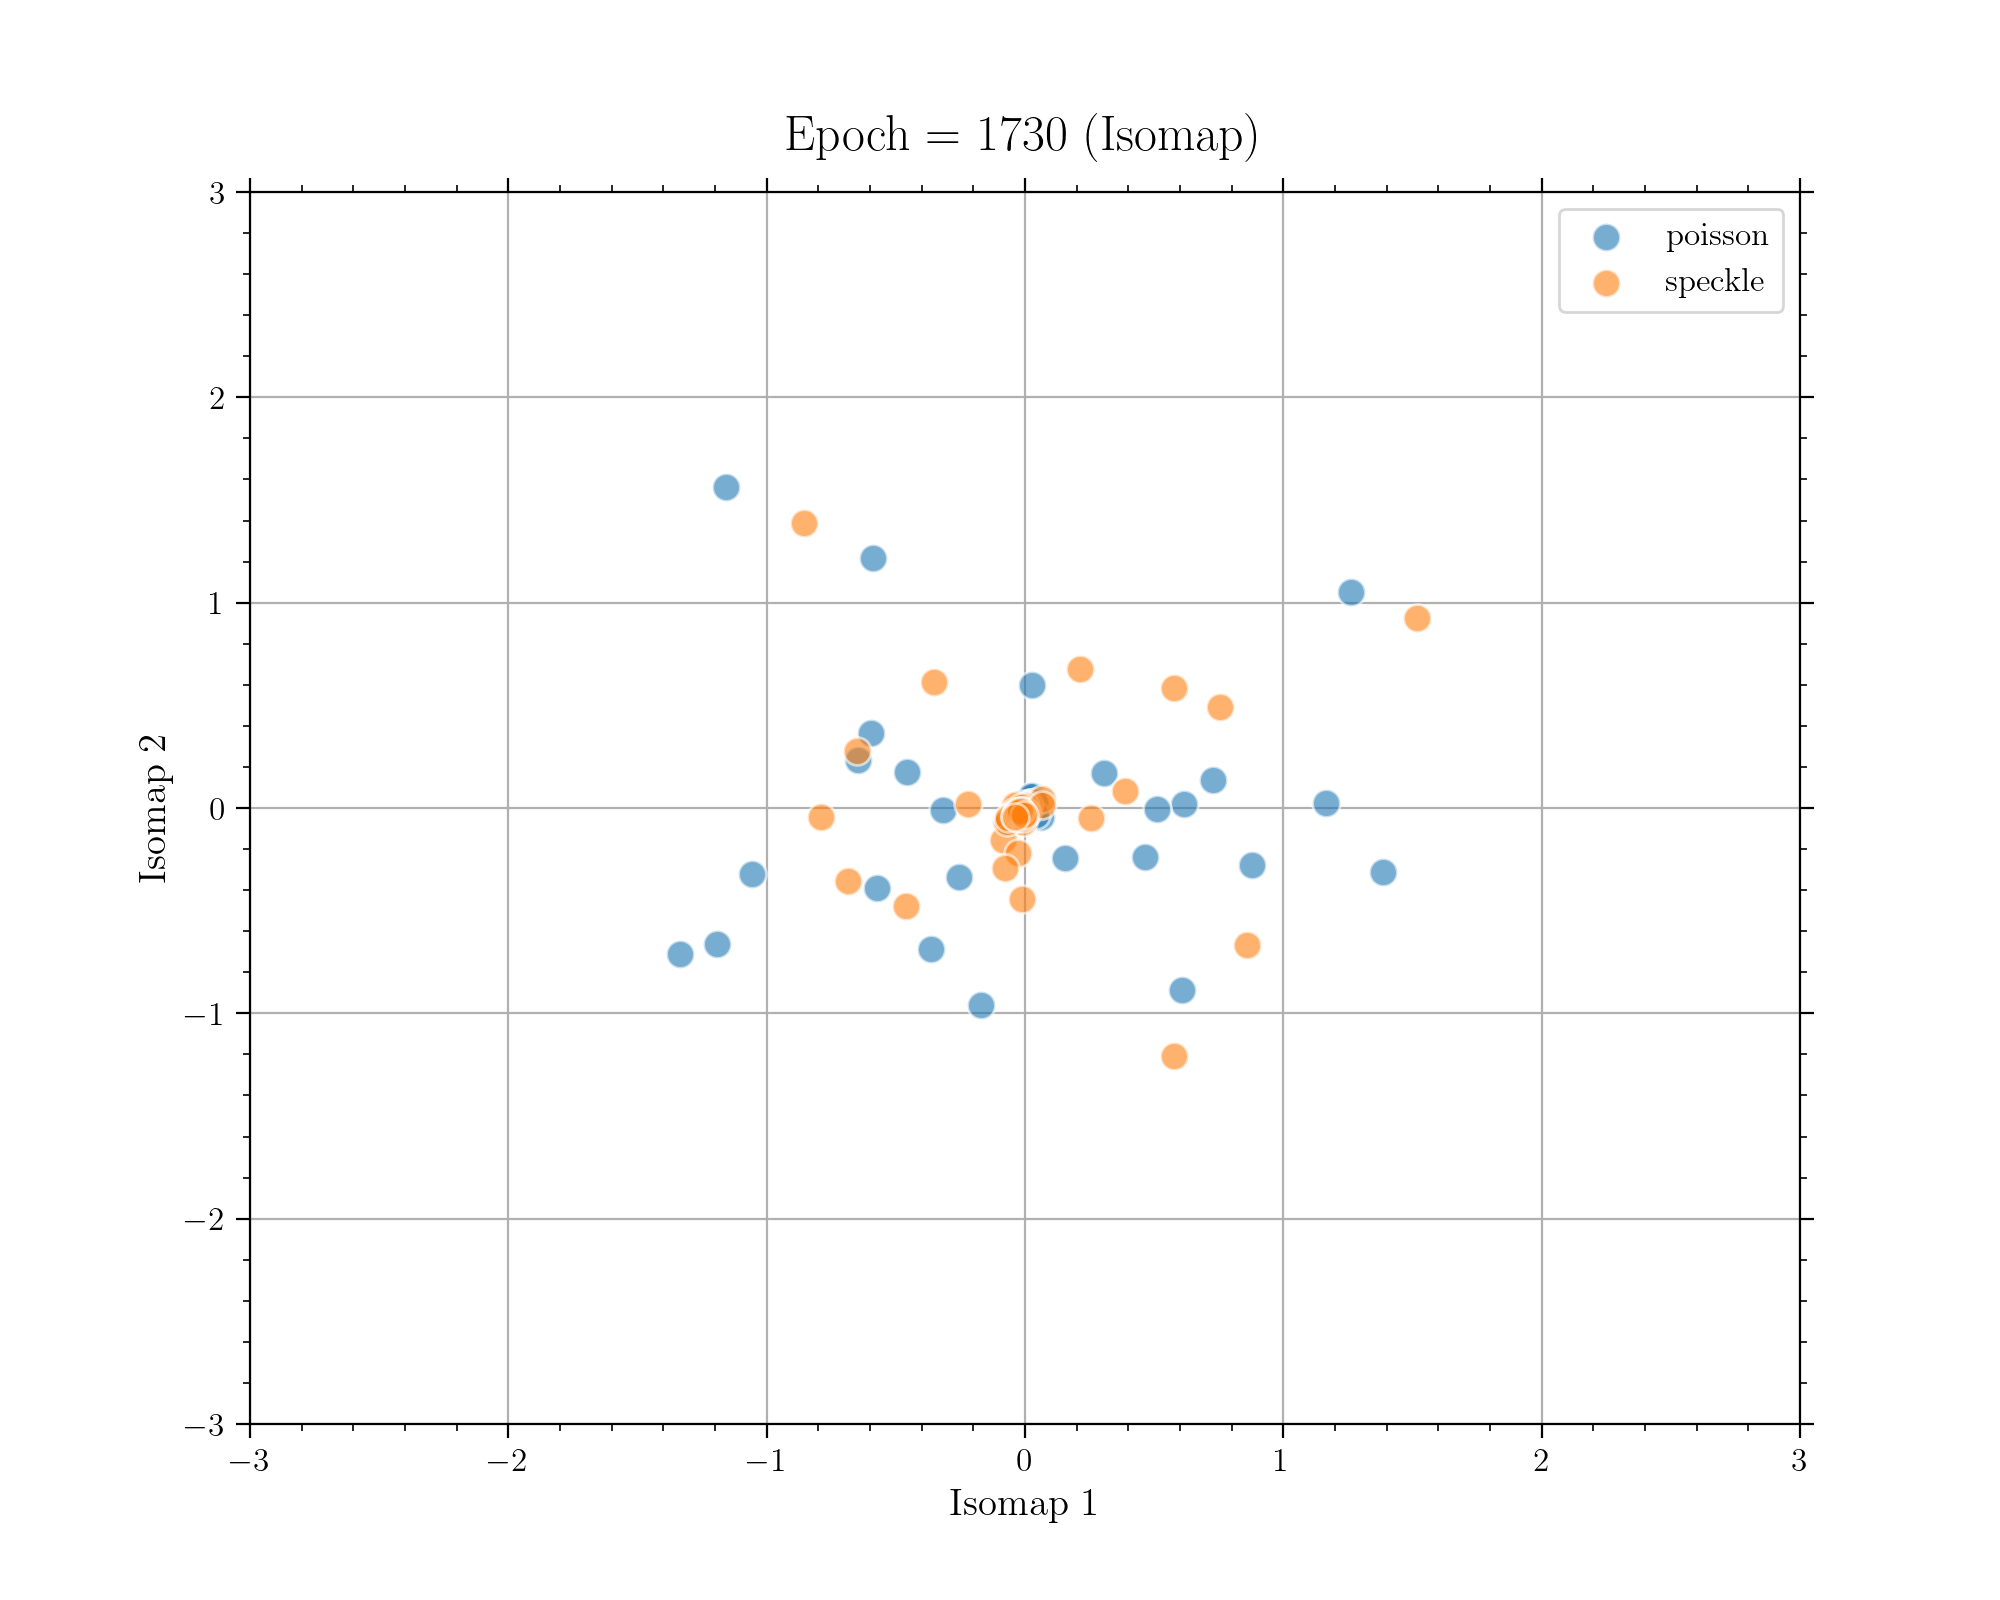 Epoch = 1730 (Isomap)
3
2
1
0
−1
−2
−3
Isomap 2
poisson
speckle
−3
−2
−1
0
1
2
3
Isomap 1